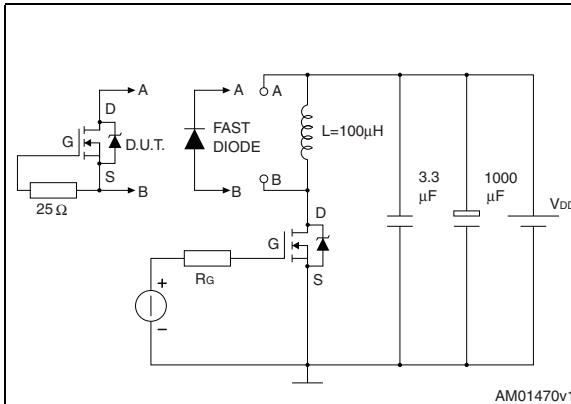 A
D
G
D.U.T.
S
B
25 Ω
A
FAST
DIODE
B
A
L=100μH
B
D
G
S
RG
+
–
3.3
μF
1000
μF
VDD
AM01470v1